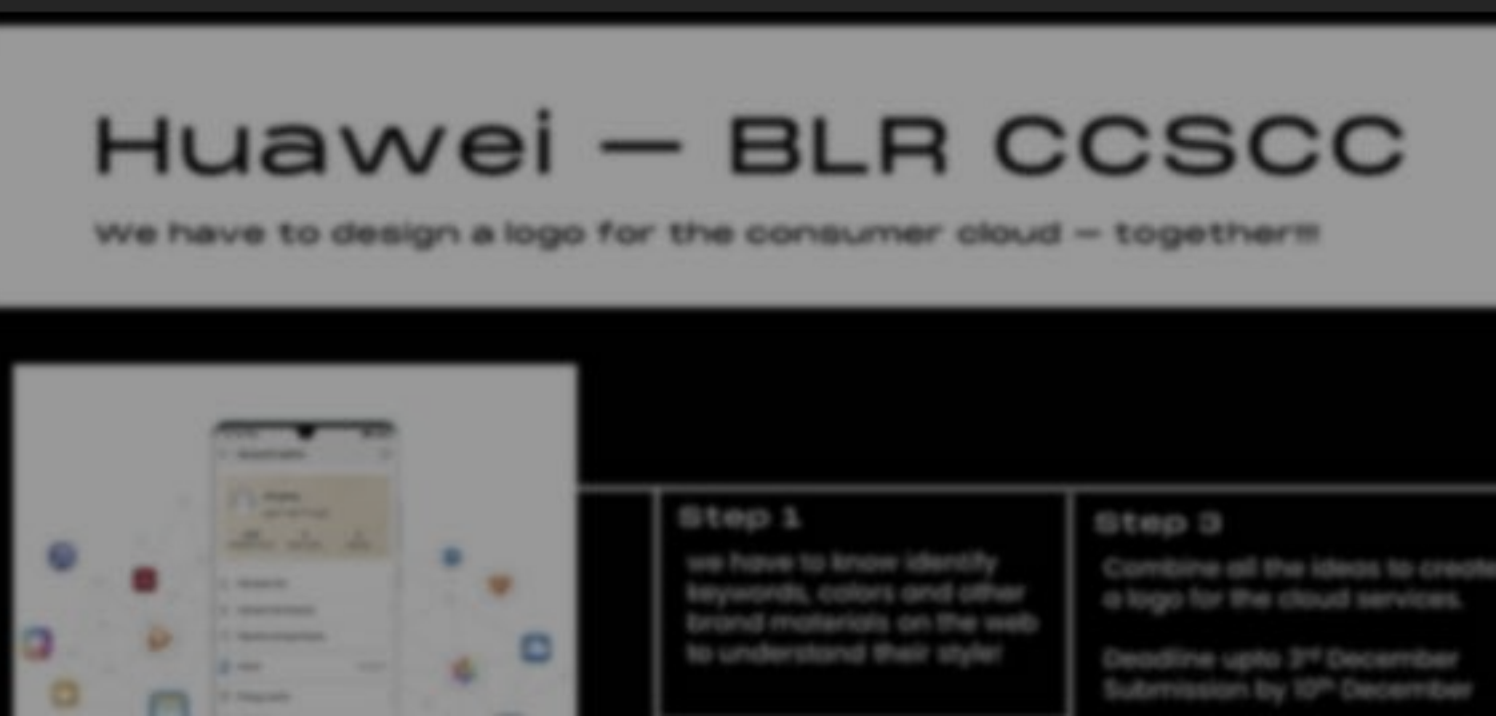 Huawei – BLR CCSCC
We have to design a logo for the consumer cloud – together!!!
Step 1
we have to know identify
keywords, colors and other
brand materials on the web
to understand their style!
Step 3
Combine all the ideas to create
a logo for the cloud services.
Deadline upto 3rd December
Submission by 10th December